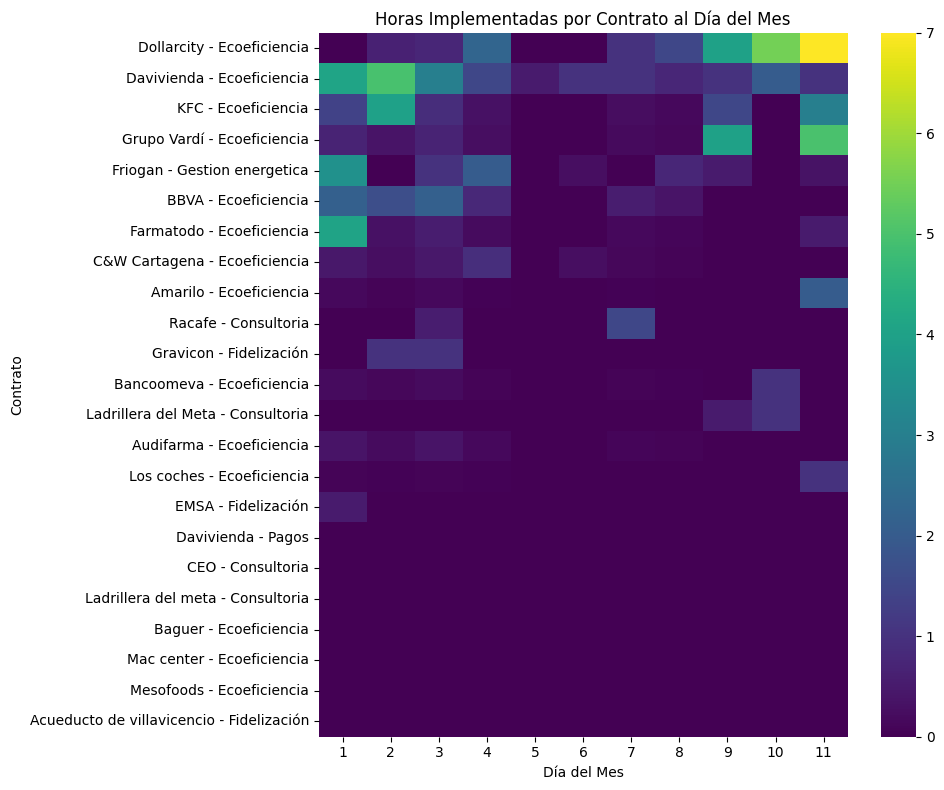 Horas Implementadas por Contrato al Día del Mes
Dollarcity - Ecoeficiencia
Davivienda - Ecoeficiencia
KFC - Ecoeficiencia
Grupo Vardí - Ecoeficiencia
Friogan - Gestion energetica
BBVA - Ecoeficiencia
Farmatodo - Ecoeficiencia
C&W Cartagena - Ecoeficiencia
Amarilo - Ecoeficiencia
Racafe - Consultoria
Gravicon - Fidelización
Bancoomeva - Ecoeficiencia
Ladrillera del Meta - Consultoria
Audifarma - Ecoeficiencia
Los coches - Ecoeficiencia
EMSA - Fidelización
Davivienda - Pagos
CEO - Consultoria
Ladrillera del meta - Consultoria
Baguer - Ecoeficiencia
Mac center - Ecoeficiencia
Mesofoods - Ecoeficiencia
Acueducto de villavicencio - Fidelización
Contrato
1 2 3 4 5 6 7 8 9 10 11
Día del Mes
7
6
5
4
3
2
1
0